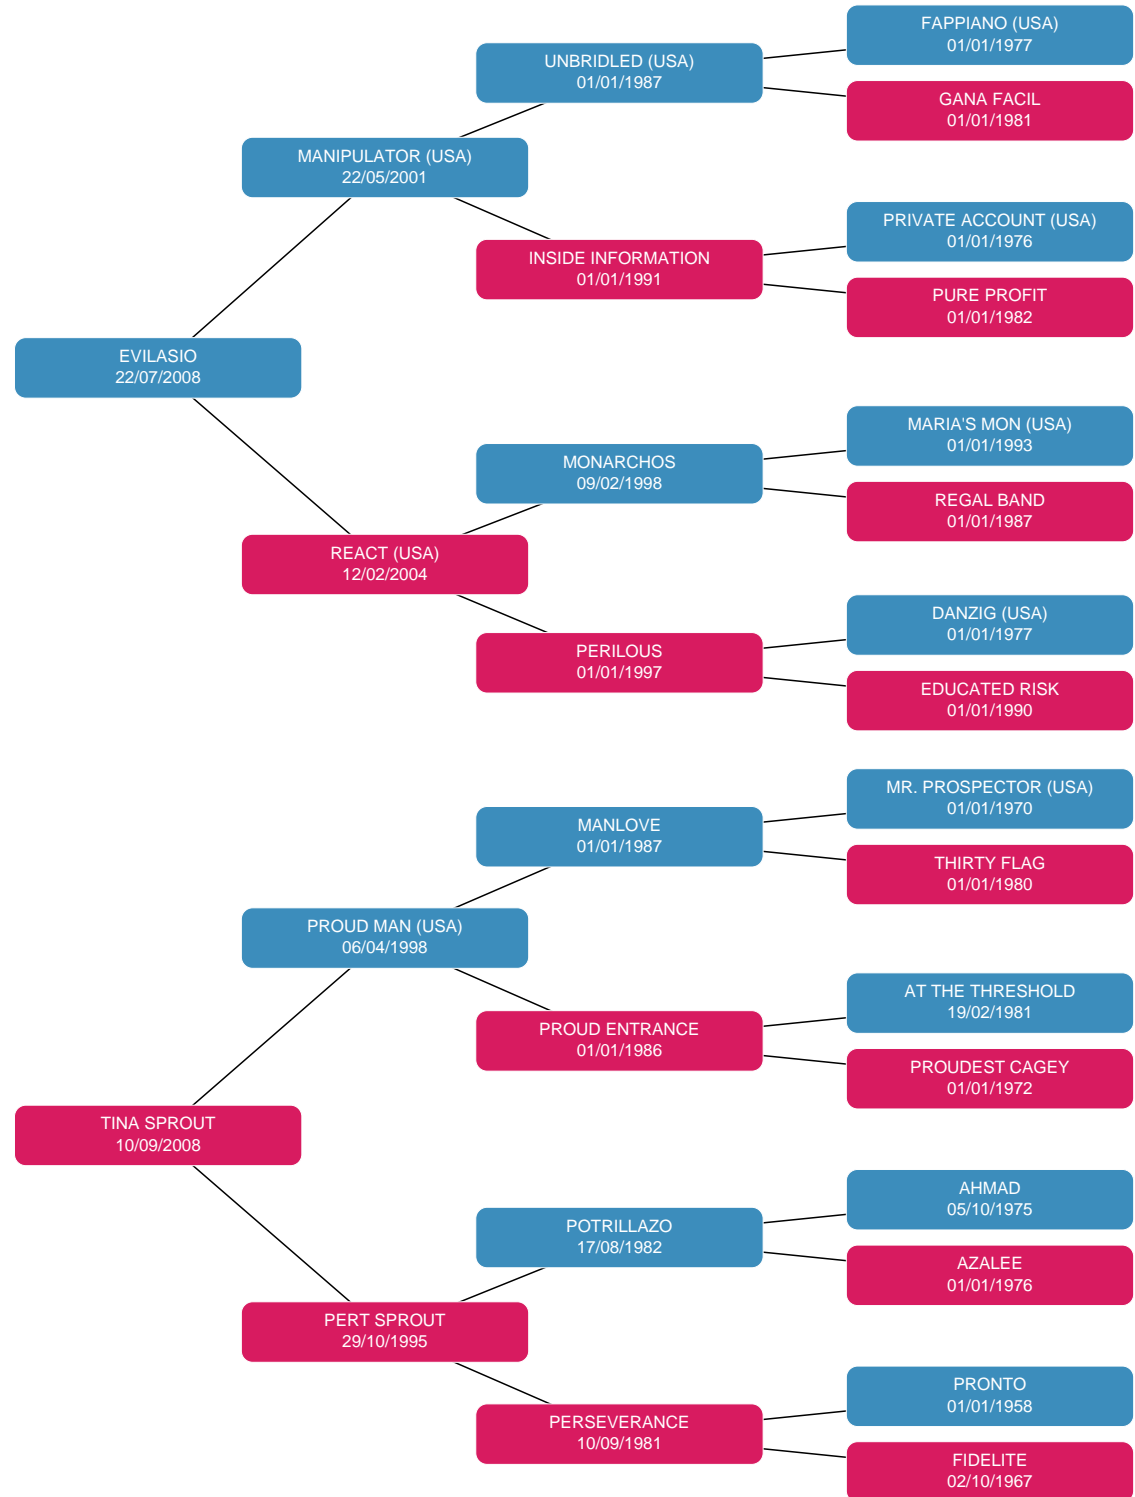 FAPPIANO (USA)
01/01/1977
UNBRIDLED (USA)
01/01/1987
GANA FACIL
01/01/1981
MANIPULATOR (USA)
22/05/2001
PRIVATE ACCOUNT (USA)
01/01/1976
INSIDE INFORMATION
01/01/1991
PURE PROFIT
01/01/1982
EVILASIO
22/07/2008
MARIA'S MON (USA)
01/01/1993
MONARCHOS
09/02/1998
REGAL BAND
01/01/1987
REACT (USA)
12/02/2004
DANZIG (USA)
01/01/1977
PERILOUS
01/01/1997
EDUCATED RISK
01/01/1990
MR. PROSPECTOR (USA)
01/01/1970
MANLOVE
01/01/1987
THIRTY FLAG
01/01/1980
PROUD MAN (USA)
06/04/1998
AT THE THRESHOLD
19/02/1981
PROUD ENTRANCE
01/01/1986
PROUDEST CAGEY
01/01/1972
TINA SPROUT
10/09/2008
AHMAD
05/10/1975
POTRILLAZO
17/08/1982
AZALEE
01/01/1976
PERT SPROUT
29/10/1995
PRONTO
01/01/1958
PERSEVERANCE
10/09/1981
FIDELITE
02/10/1967